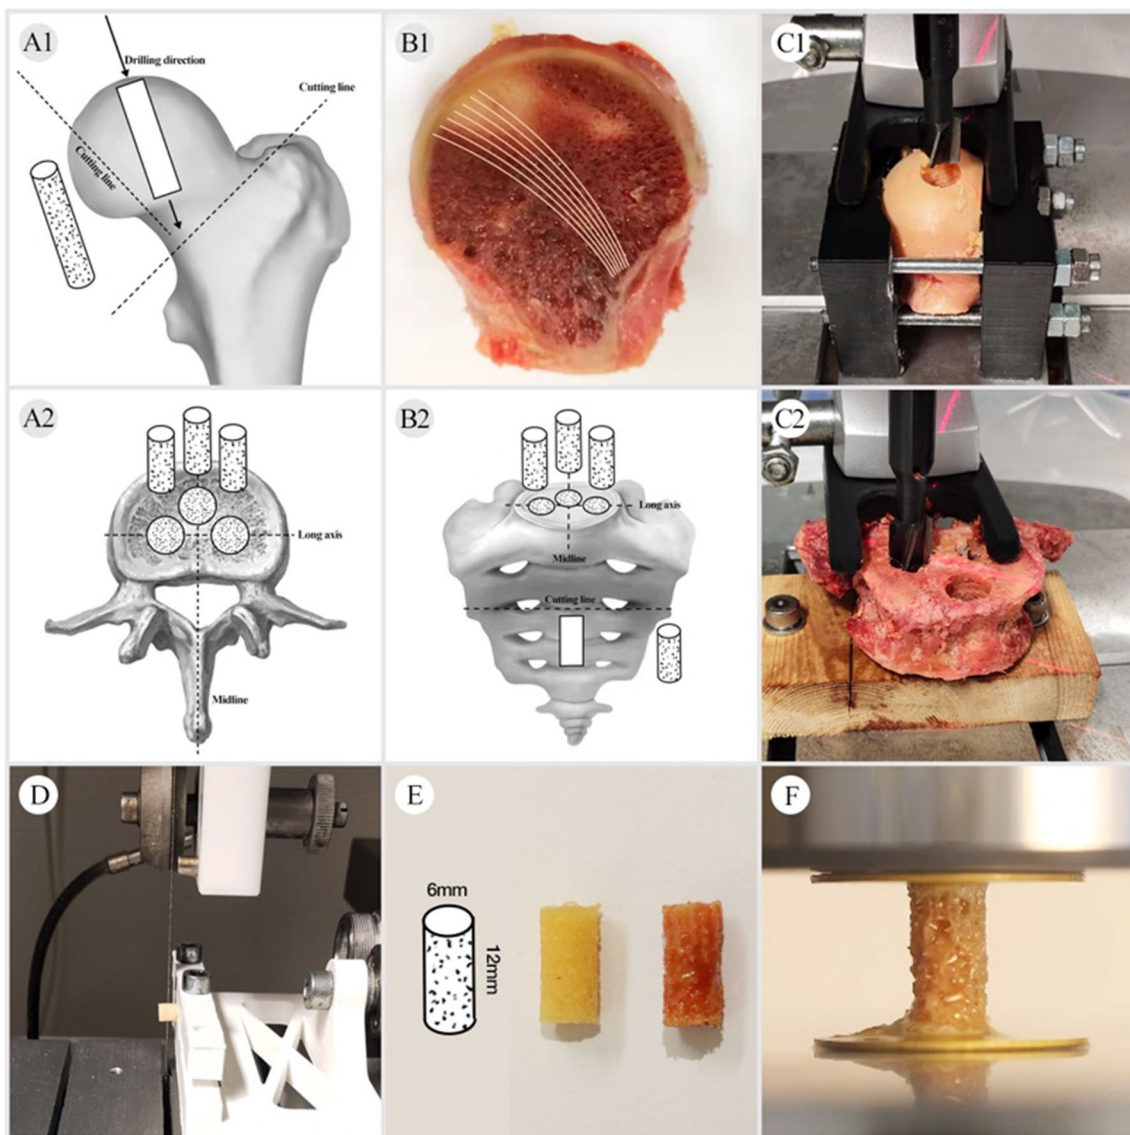 A1
Drilling direction
Cutting line
Cutting line
B1
C1
A2
Long axis
Midline
B2
Long axis
Midline
Cutting line
C2
D
E
6mm
12mm
F